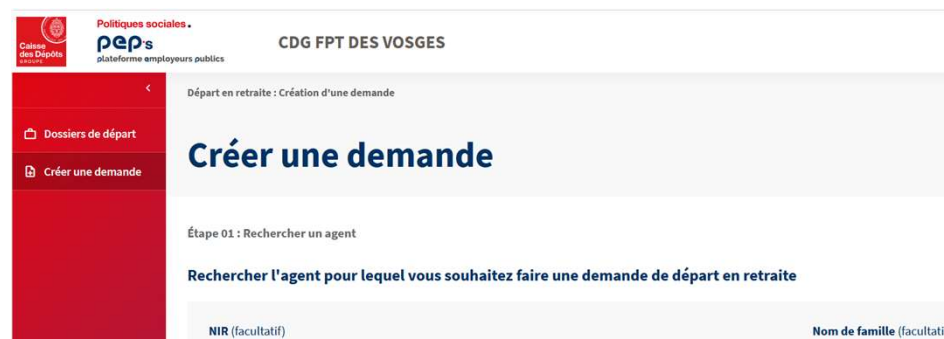 Caisse
des Dépôts
GROUPE
Politiques sociales.
pep's
plateforme employeurs publics
CDG FPT DES VOSGES
Départ en retraite : Création d'une demande
Dossiers de départ
Créer une demande
Créer une demande
Étape 01 : Rechercher un agent
Rechercher l'agent pour lequel vous souhaitez faire une demande de départ en retraite
NIR (facultatif)
Nom de famille (facultati